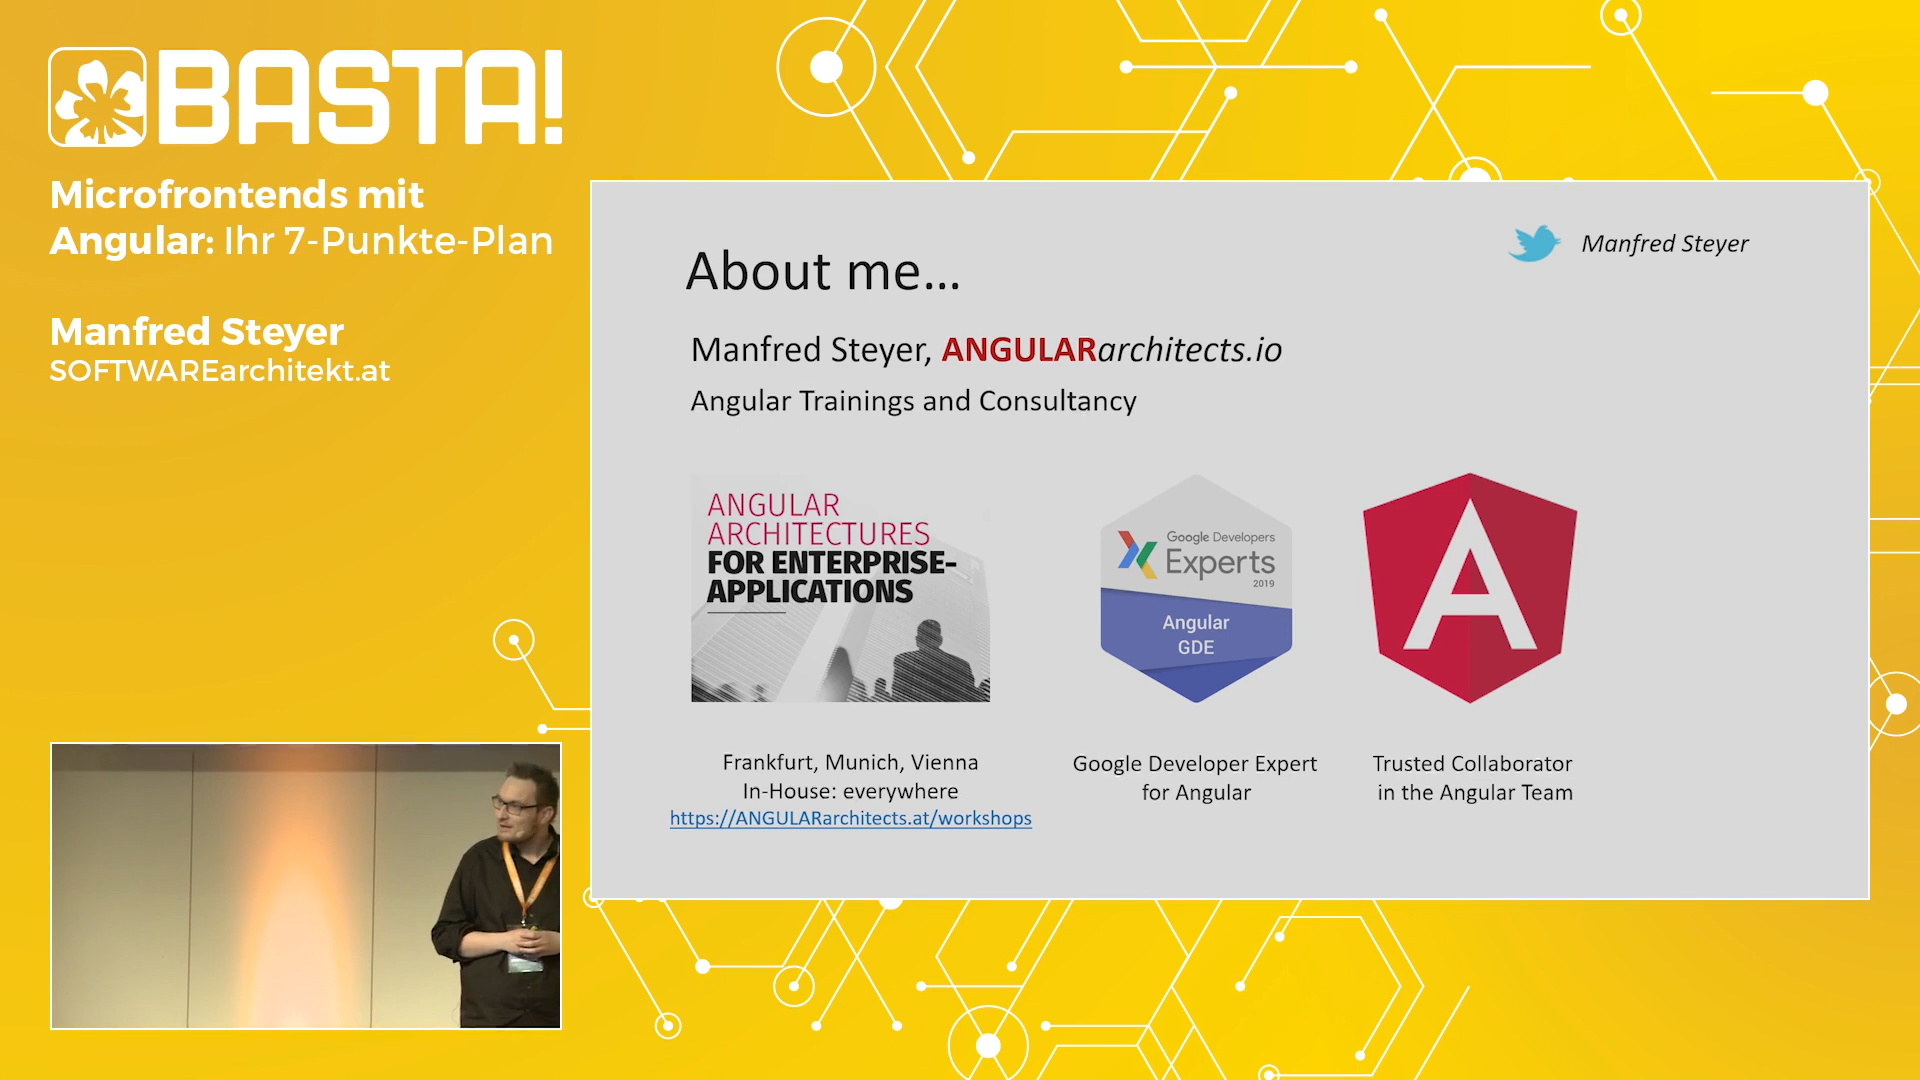 BASTA!
Microfrontends mit
Angular: Ihr 7-Punkte-Plan
Manfred Steyer
SOFTWAREarchitekt.at
Manfred Steyer
About me...
Manfred Steyer, ANGULARarchitects.io
Angular Trainings and Consultancy
ANGULAR
ARCHITECTURES
FOR ENTERPRISE-
APPLICATIONS
Google Developers
Experts
2019
Angular
GDE
A
Frankfurt, Munich, Vienna
In-House: everywhere
https://ANGULARarchitects.at/workshops
Google Developer Expert
for Angular
Trusted Collaborator
in the Angular Team